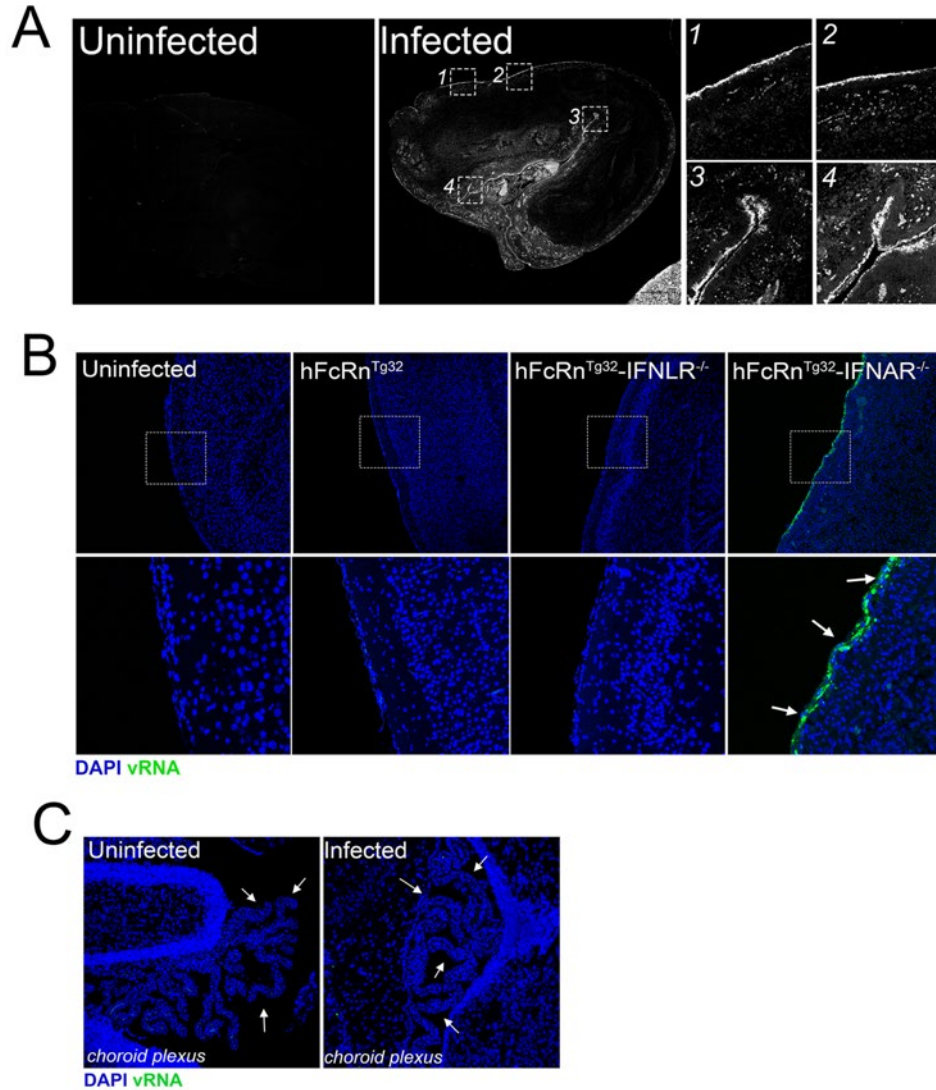 A
Uninfected
Infected
1
2
3
4
1
2
3
4
B
Uninfected
hFcRnTg32
hFcRnTg32-IFNLR-/-
hFcRnTg32-IFNAR-/-
DAPI vRNA
C
Uninfected
Infected
choroid plexus
choroid plexus
DAPI vRNA